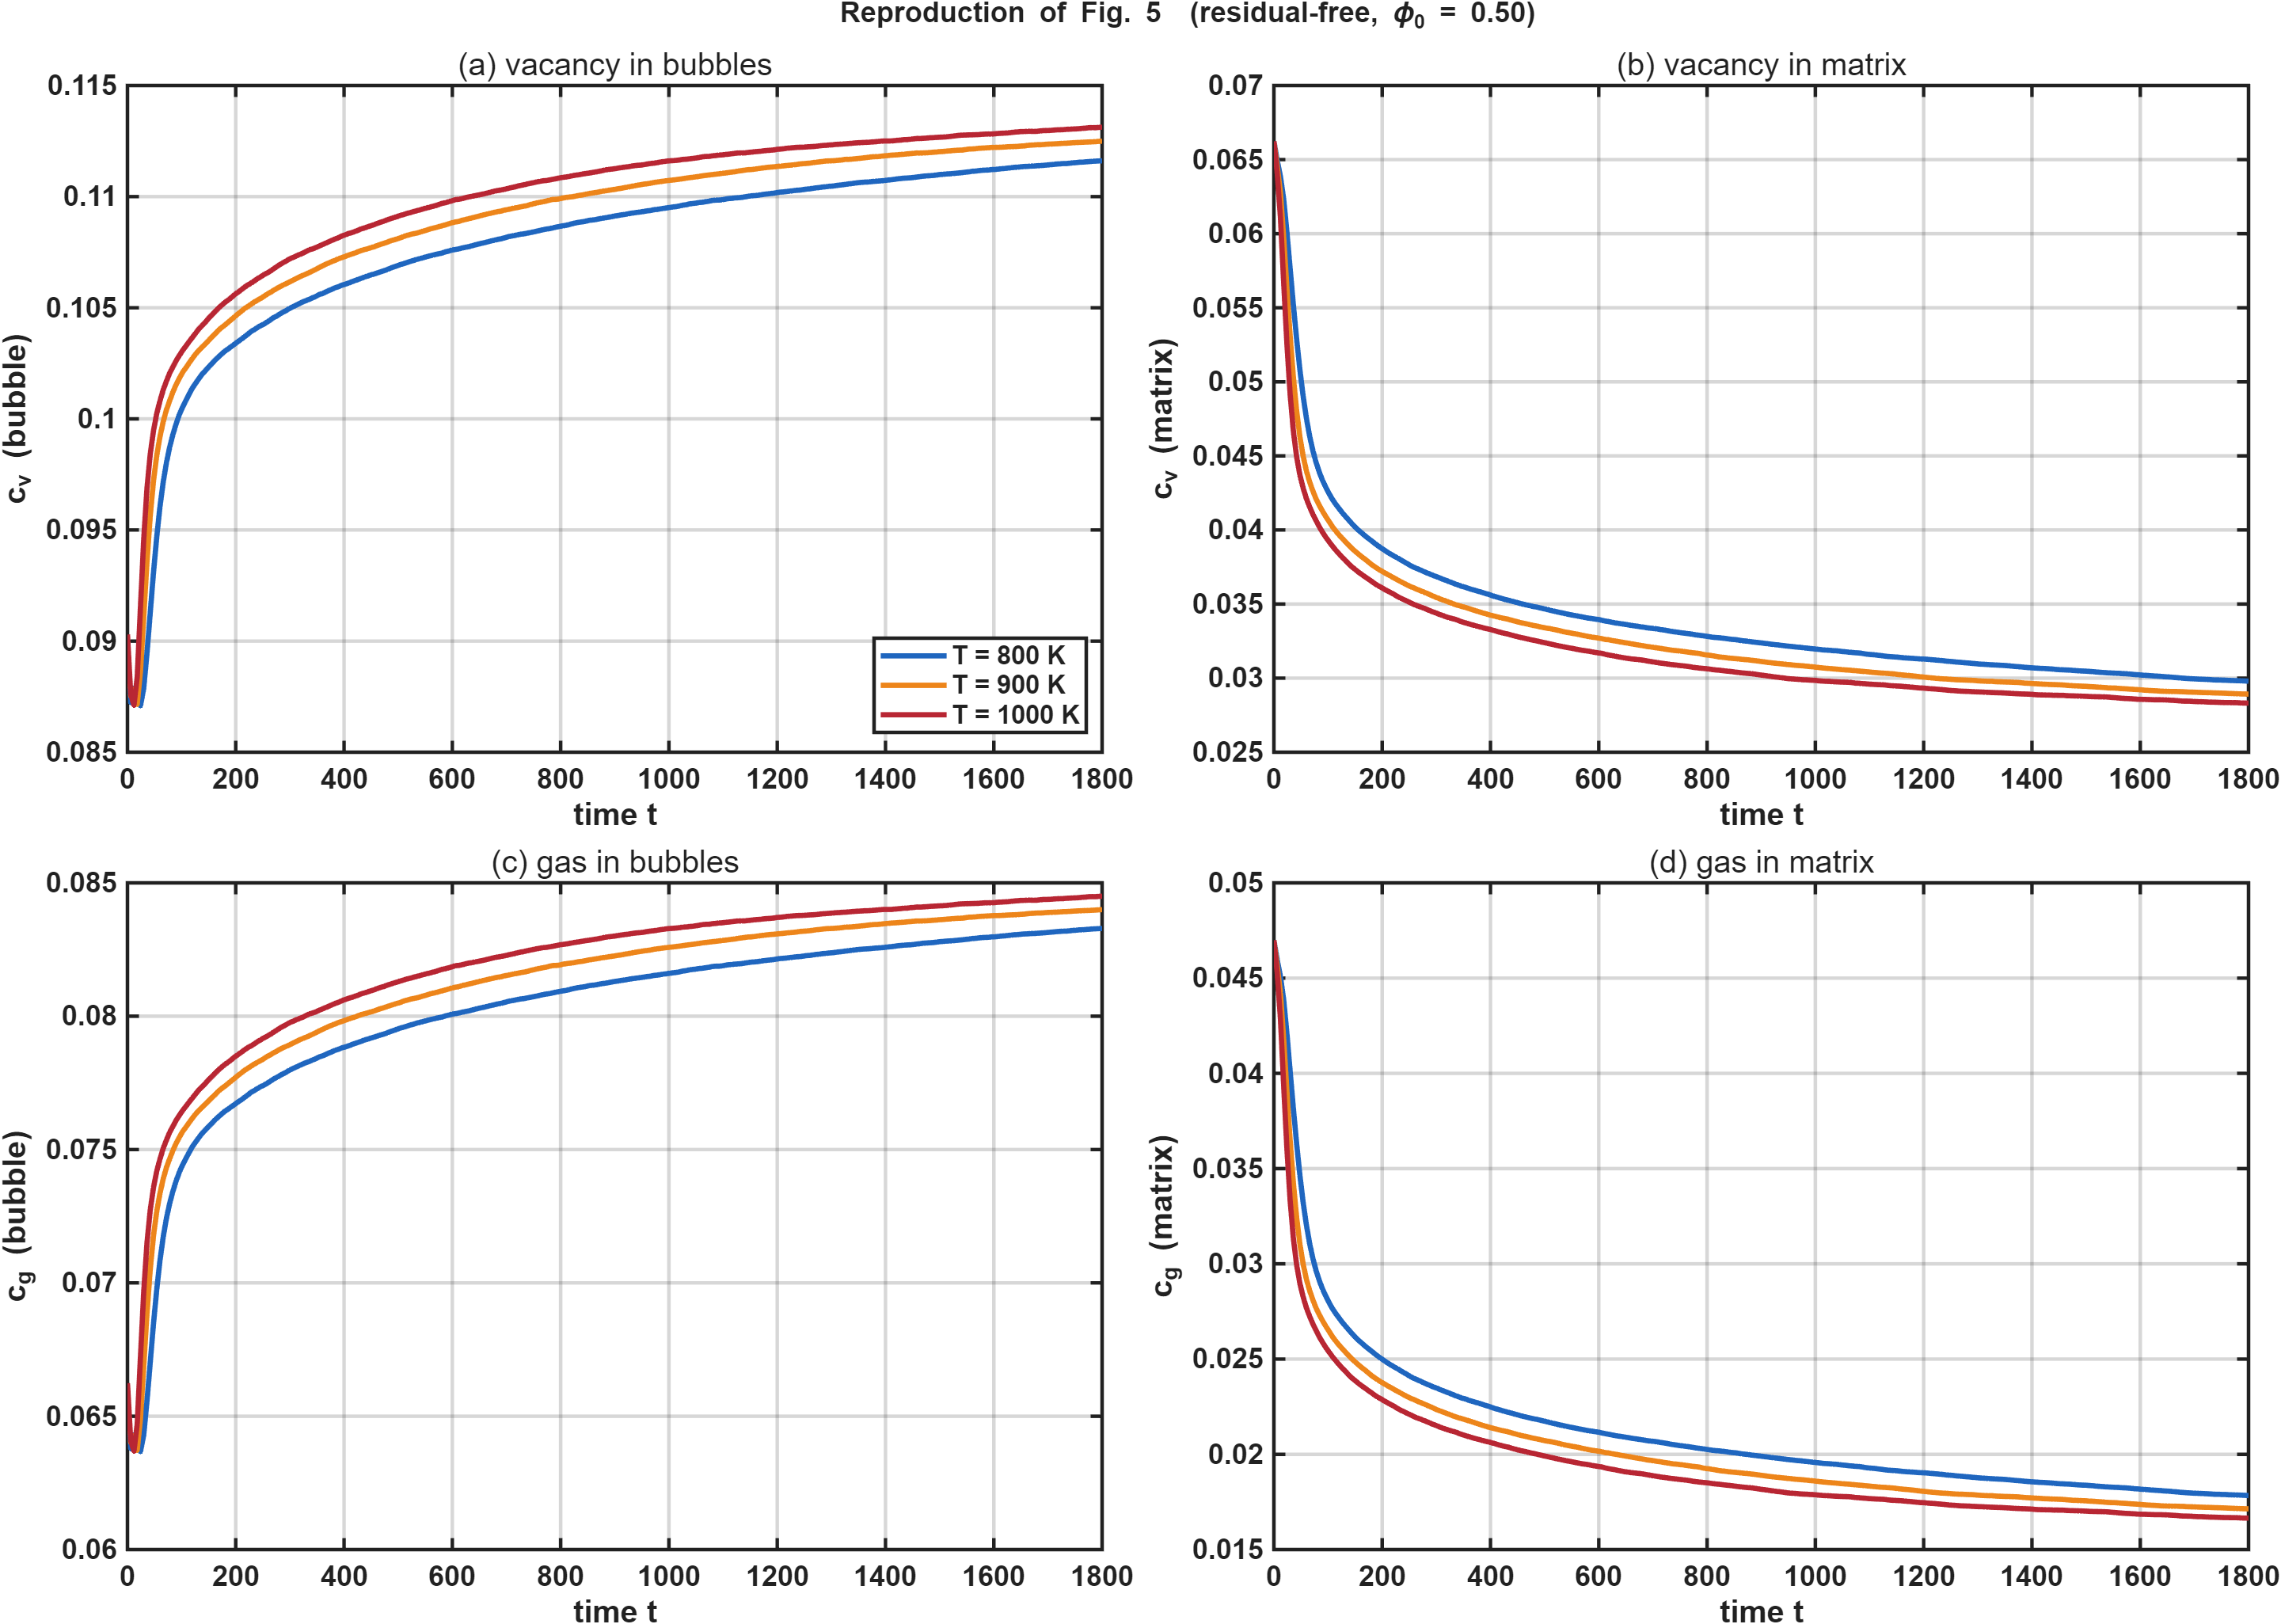 Reproduction of Fig. 5 (residual-free, ϕ₀ = 0.50)
(a) vacancy in bubbles
0.115
0.11
0.105
0.1
0.095
0.09
0.085
cᵥ (bubble)
T = 800 K
T = 900 K
T = 1000 K
0 200 400 600 800 1000 1200 1400 1600 1800
time t
(b) vacancy in matrix
0.07
0.065
0.06
0.055
0.05
0.045
0.04
0.035
0.03
0.025
cᵥ (matrix)
0 200 400 600 800 1000 1200 1400 1600 1800
time t
(c) gas in bubbles
0.085
0.08
0.075
0.07
0.065
0.06
c_g (bubble)
0 200 400 600 800 1000 1200 1400 1600 1800
time t
(d) gas in matrix
0.05
0.045
0.04
0.035
0.03
0.025
0.02
0.015
c_g (matrix)
0 200 400 600 800 1000 1200 1400 1600 1800
time t